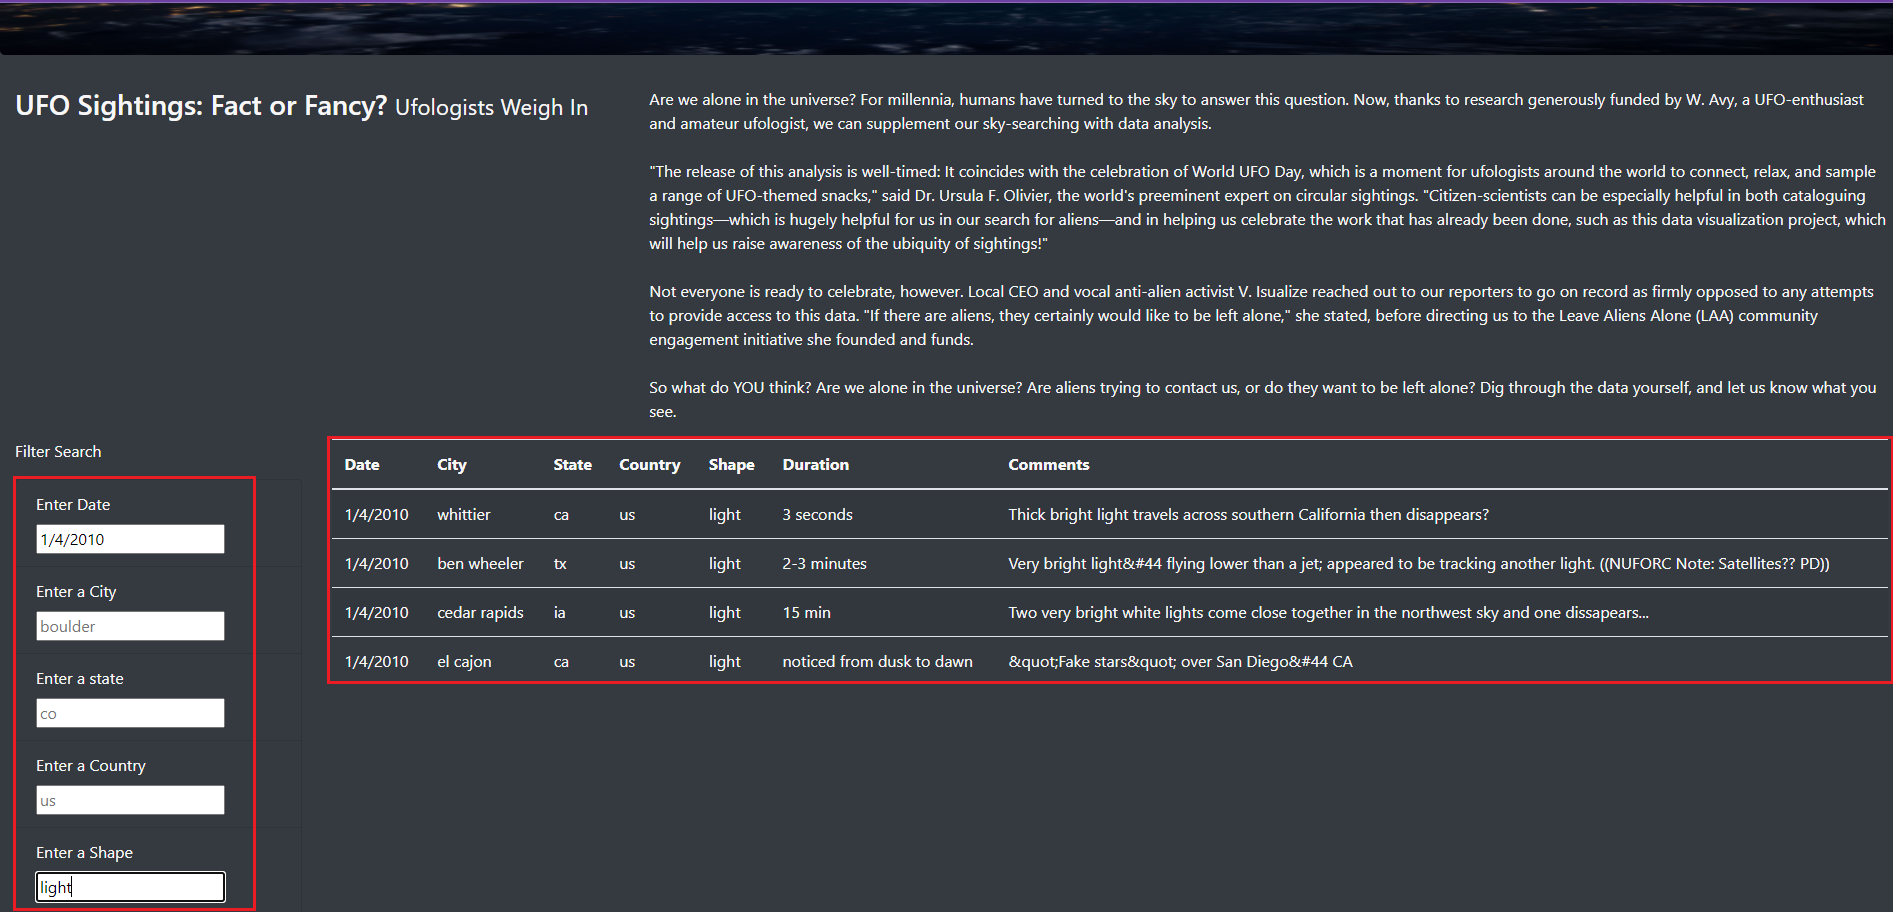 UFO Sightings: Fact or Fancy? Ufologists Weigh In
Are we alone in the universe? For millennia, humans have turned to the sky to answer this question. Now, thanks to research generously funded by W. Avy, a UFO-enthusiast
and amateur ufologist, we can supplement our sky-searching with data analysis.
"The release of this analysis is well-timed: It coincides with the celebration of World UFO Day, which is a moment for ufologists around the world to connect, relax, and sample
a range of UFO-themed snacks," said Dr. Ursula F. Olivier, the world's preeminent expert on circular sightings. "Citizen-scientists can be especially helpful in both cataloguing
sightings—which is hugely helpful for us in our search for aliens—and in helping us celebrate the work that has already been done, such as this data visualization project, which
will help us raise awareness of the ubiquity of sightings!"
Not everyone is ready to celebrate, however. Local CEO and vocal anti-alien activist V. Isualize reached out to our reporters to go on record as firmly opposed to any attempts
to provide access to this data. "If there are aliens, they certainly would like to be left alone," she stated, before directing us to the Leave Aliens Alone (LAA) community
engagement initiative she founded and funds.
So what do YOU think? Are we alone in the universe? Are aliens trying to contact us, or do they want to be left alone? Dig through the data yourself, and let us know what you
see.
Filter Search
Enter Date
1/4/2010
Enter a City
boulder
Enter a state
co
Enter a Country
us
Enter a Shape
light
Date City State Country Shape Duration Comments
1/4/2010 whittier ca us light 3 seconds Thick bright light travels across southern California then disappears?
1/4/2010 ben wheeler tx us light 2-3 minutes Very bright light&#44 flying lower than a jet; appeared to be tracking another light. ((NUFORC Note: Satellites?? PD))
1/4/2010 cedar rapids ia us light 15 min Two very bright white lights come close together in the northwest sky and one dissapears...
1/4/2010 el cajon ca us light noticed from dusk to dawn &quot;Fake stars&quot; over San Diego&#44 CA